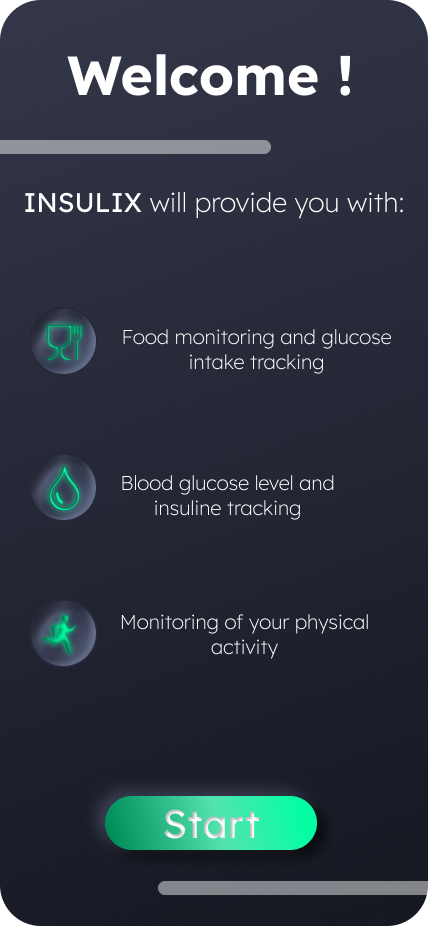 Welcome !
INSULIX will provide you with:
Food monitoring and glucose
intake tracking
Blood glucose level and
insuline tracking
Monitoring of your physical
activity
Start